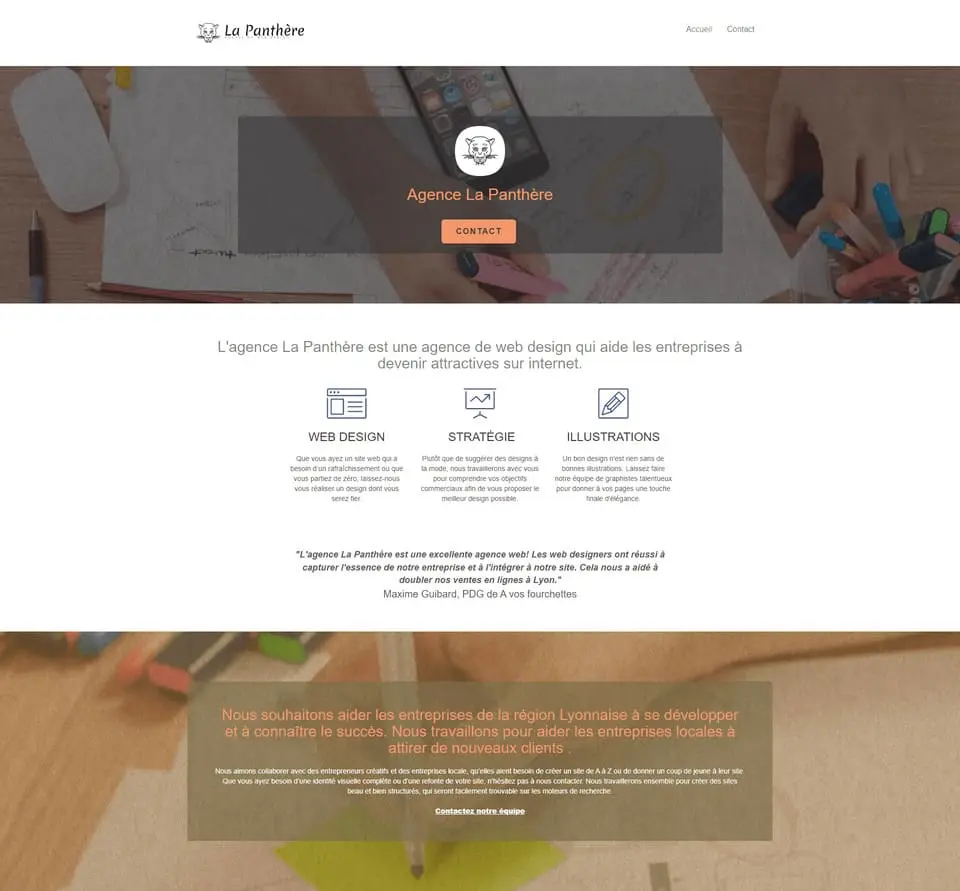 La Panthère
Accueil Contact
Agence La Panthère
CONTACT
L'agence La Panthère est une agence de web design qui aide les entreprises à
devenir attractives sur internet.
WEB DESIGN
Que vous ayez un site web qui a
besoin d'un rafraîchissement ou que
vous partiez de zéro, laissez-nous
vous réaliser un design dont vous
serez fier.
STRATÉGIE
Plutôt que de suggérer des designs à
la mode, nous travaillerons avec vous
pour comprendre vos objectifs
commerciaux afin de vous proposer le
meilleur design possible.
ILLUSTRATIONS
Un bon design n'est rien sans de
bonnes illustrations. Laissez faire
notre équipe de graphistes talentueux
pour donner à vos pages une touche
finale d'élégance.
"L'agence La Panthère est une excellente agence web! Les web designers ont réussi à
capturer l'essence de notre entreprise et à l'intégrer à notre site. Cela nous a aidé à
doubler nos ventes en lignes à Lyon."
Maxime Guibard, PDG de A vos fourchettes
Nous souhaitons aider les entreprises de la région Lyonnaise à se développer
et à connaître le succès. Nous travaillons pour aider les entreprises locales à
attirer de nouveaux clients .
Nous aimons collaborer avec des entrepreneurs créatifs et des entreprises locale, qu'elles aient besoin de créer un site de A à Z ou de donner un coup de jeune à leur site.
Que vous ayez besoin d'une identité visuelle complète ou d'une refonte de votre site, n'hésitez pas à nous contacter. Nous travaillerons ensemble pour créer des sites
beau et bien structurés, qui seront facilement trouvable sur les moteurs de recherche.
Contactez notre équipe